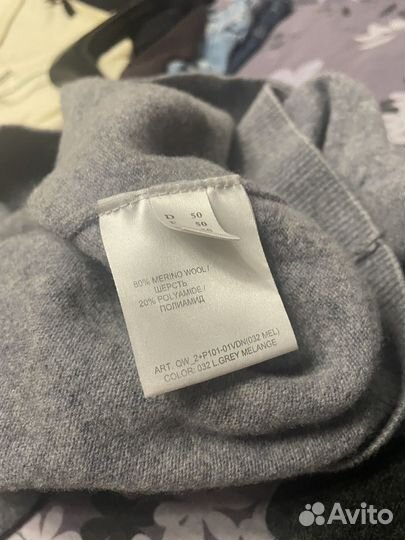 D 50
50
80% MERINO WOOL/
ШЕРСТЬ
20% POLYAMIDE/
ПОЛИАМИД
ART. QW_2+P101-01VDN(032 MEL)
COLOR: 032 L.GREY MELANGE
Avito